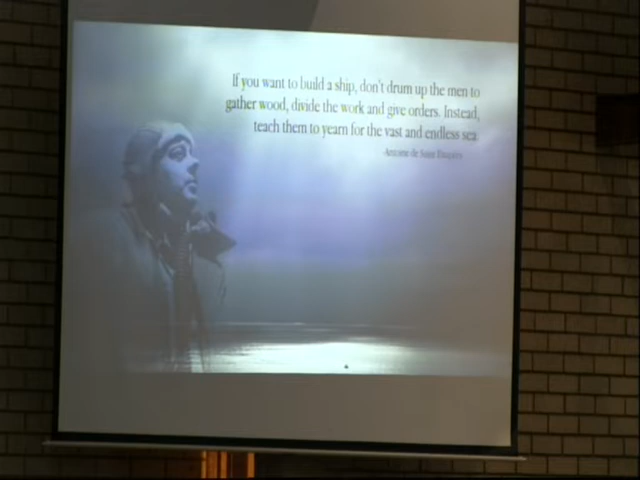 If you want to build a ship, don't drum up the men to
gather wood, divide the work and give orders. Instead,
teach them to yearn for the vast and endless sea.
-Antoine de Saint Exupéry